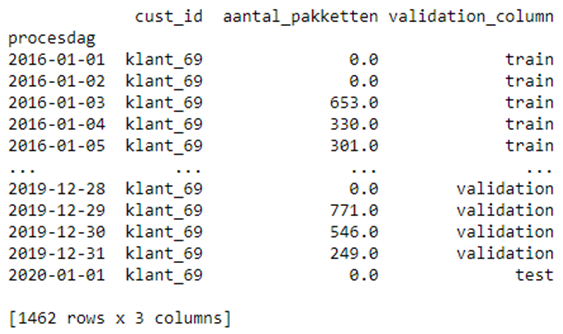 cust_id aantal_pakketten validation_column
procesdag
2016-01-01 klant_69 0.0 train
2016-01-02 klant_69 0.0 train
2016-01-03 klant_69 653.0 train
2016-01-04 klant_69 330.0 train
2016-01-05 klant_69 301.0 train
... ... ... ...
2019-12-28 klant_69 0.0 validation
2019-12-29 klant_69 771.0 validation
2019-12-30 klant_69 546.0 validation
2019-12-31 klant_69 249.0 validation
2020-01-01 klant_69 0.0 test
[1462 rows x 3 columns]